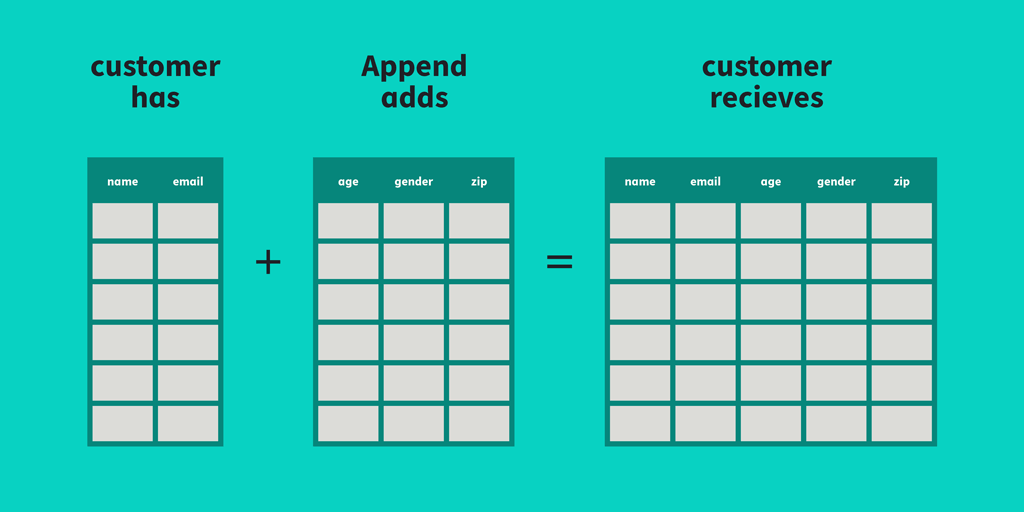 customer
has
Append
adds
customer
recieves
name email
+
age gender zip
=
name email age gender zip